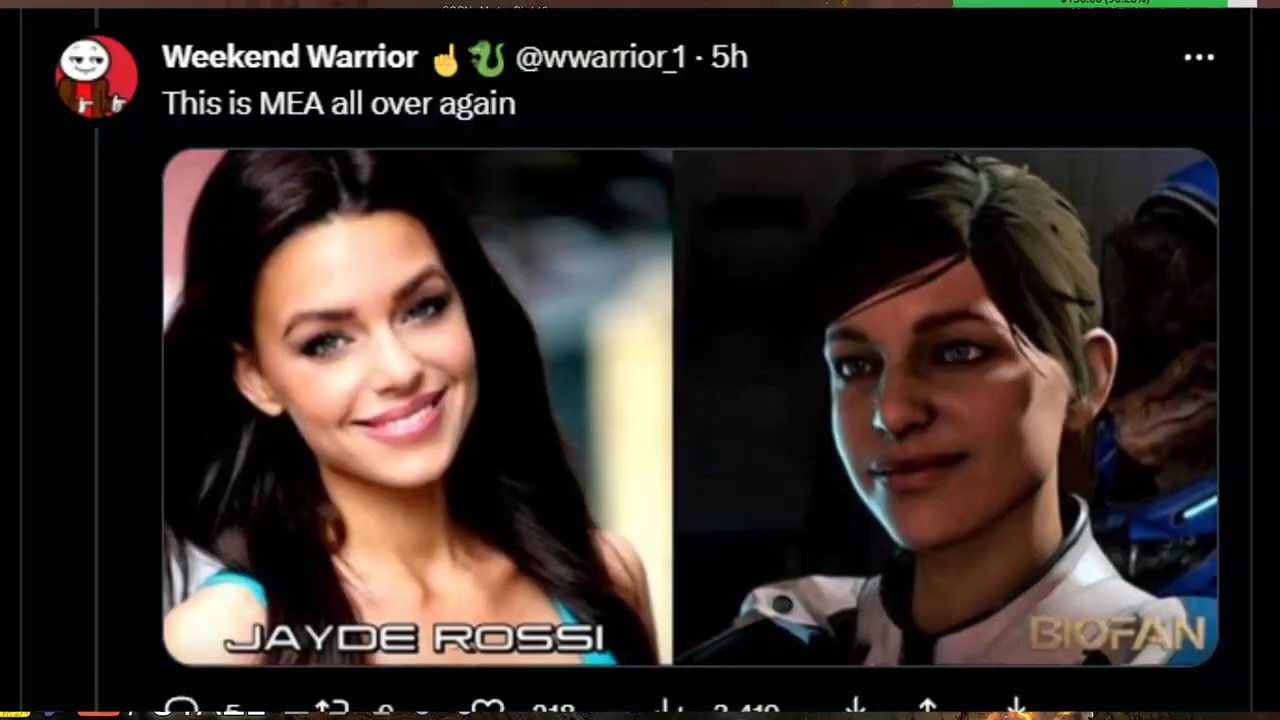 Weekend Warrior ☝🐉 @wwarrior_1 · 5h
This is MEA all over again
JAYDE ROSSI
BIOFAN